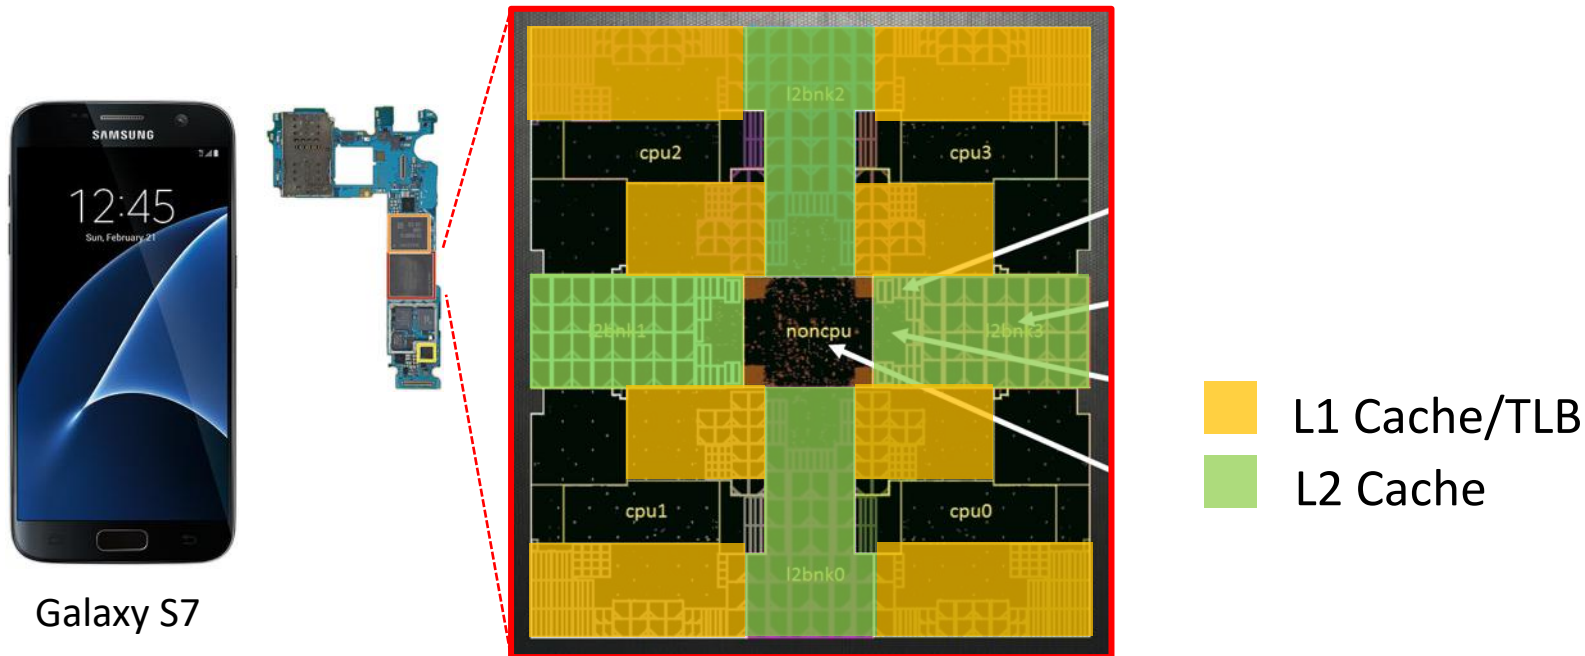 SAMSUNG
12:45
Sun, February 21
Galaxy S7
l2bnk2
cpu2
cpu3
l2bnk1
noncpu
l2bnk3
cpu1
cpu0
l2bnk0
L1 Cache/TLB
L2 Cache